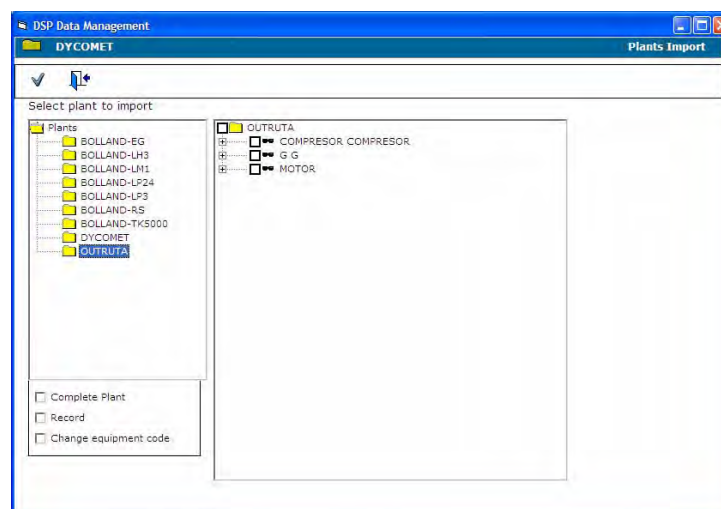 DSP Data Management
DYCOMET Plants Import
Select plant to import
Plants
BOLLAND-EG
BOLLAND-LH3
BOLLAND-LM1
BOLLAND-LP24
BOLLAND-LP3
BOLLAND-RS
BOLLAND-TK5000
DYCOMET
OUTRUTA
OUTRUTA
COMPRESOR COMPRESOR
G G
MOTOR
Complete Plant
Record
Change equipment code